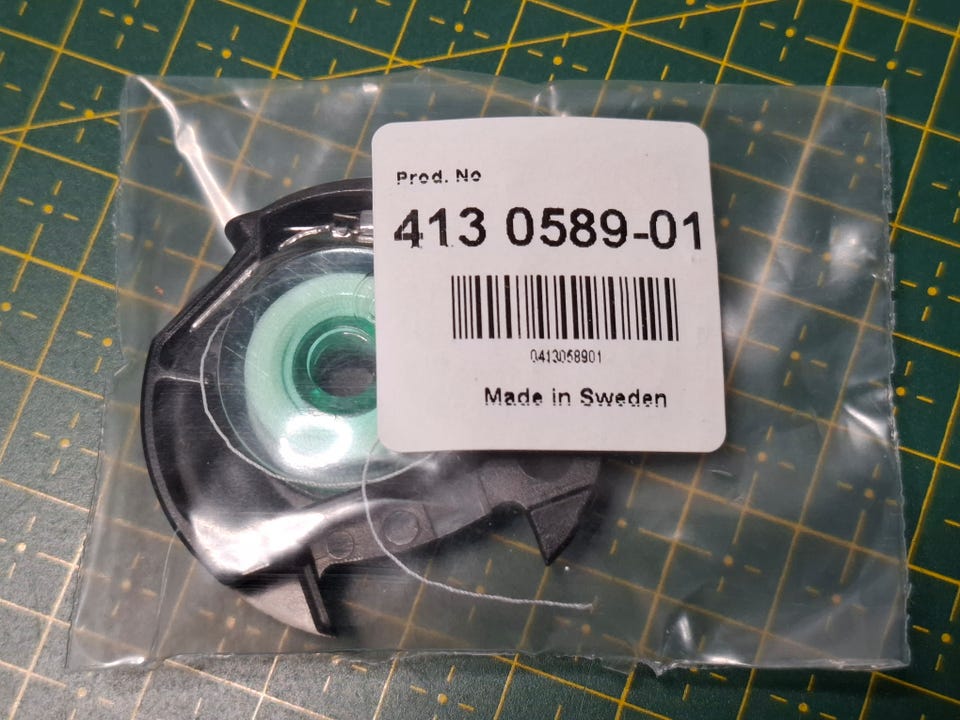 Prod. No
413 0589-01
0413058901
Made in Sweden